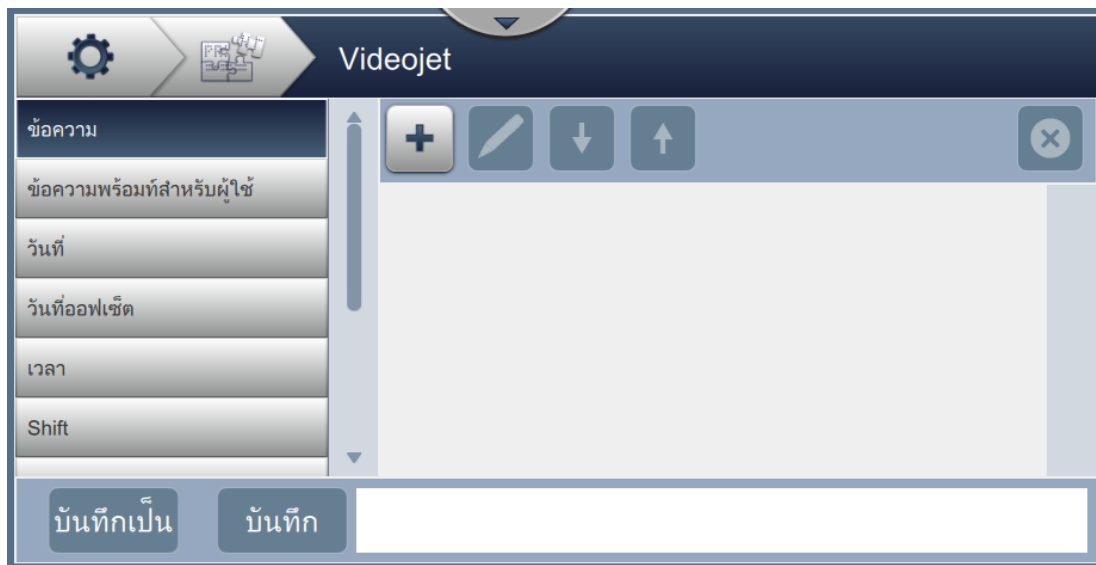 Videojet
ข้อความ
ข้อความพร้อมท์สำหรับผู้ใช้
วันที่
วันที่ออฟเซ็ต
เวลา
Shift
บันทึกเป็น
บันทึก